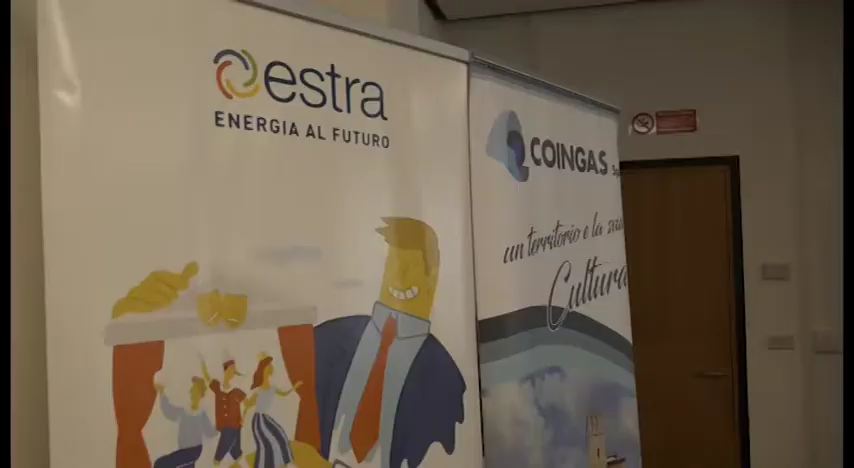 estra
ENERGIA AL FUTURO
COINGAS
un territorio e la sua
Cultura